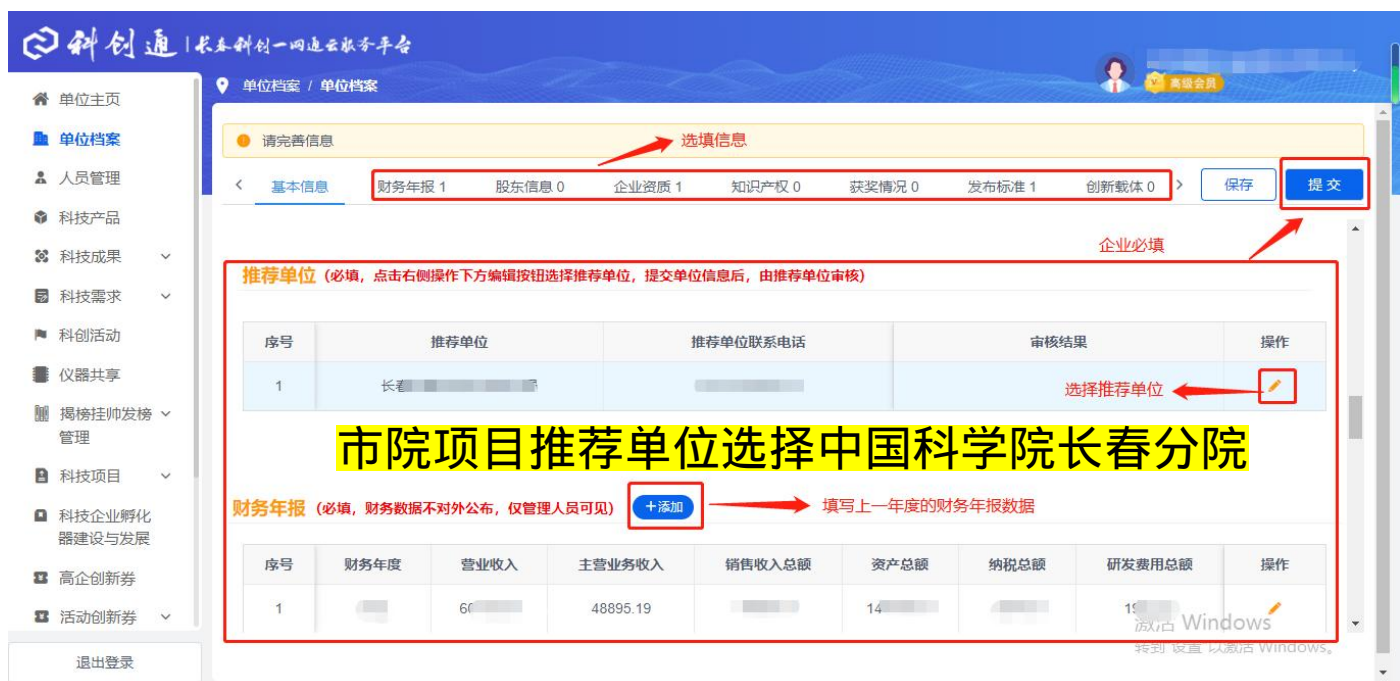 科创通 | 长春科创一网通云服务平台
单位档案 / 单位档案
高级会员
单位主页
单位档案
人员管理
科技产品
科技成果
科技需求
科创活动
仪器共享
揭榜挂帅发榜
管理
科技项目
科技企业孵化
器建设与发展
高企创新券
活动创新券
退出登录
请完善信息
选填信息
基本信息 财务年报 1 股东信息 0 企业资质 1 知识产权 0 获奖情况 0 发布标准 1 创新载体 0 保存 提交
企业必填
推荐单位 (必填，点击右侧操作下方编辑按钮选择推荐单位，提交单位信息后，由推荐单位审核)
序号 推荐单位 推荐单位联系电话 审核结果 操作
1 长春
选择推荐单位
市院项目推荐单位选择中国科学院长春分院
财务年报 (必填，财务数据不对外公布，仅管理人员可见) +添加 填写上一年度的财务年报数据
序号 财务年度 营业收入 主营业务收入 销售收入总额 资产总额 纳税总额 研发费用总额 操作
1 48895.19
激活 Windows
转到"设置"以激活 Windows。